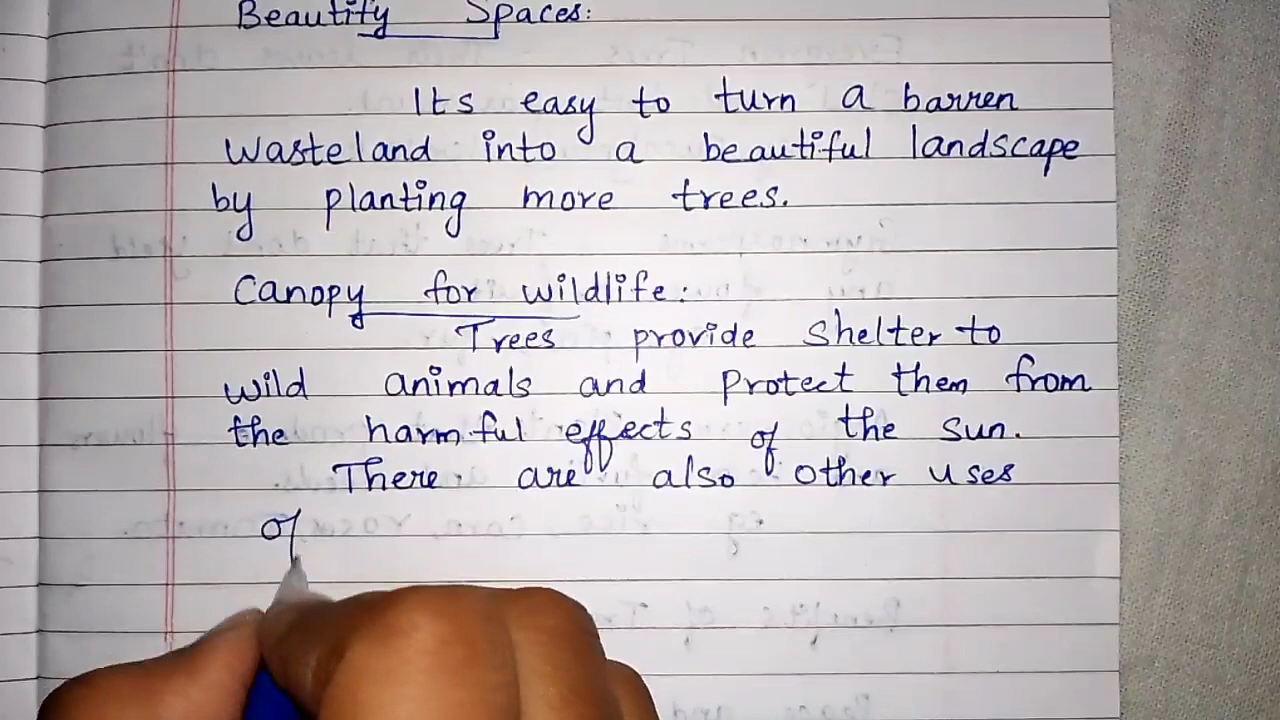 Beautify Spaces:
Its easy to turn a barren
wasteland into a beautiful landscape
by planting more trees.
Canopy for wildlife:
Trees provide shelter to
wild animals and protect them from
the harmful effects of the sun.
There are also other uses
of